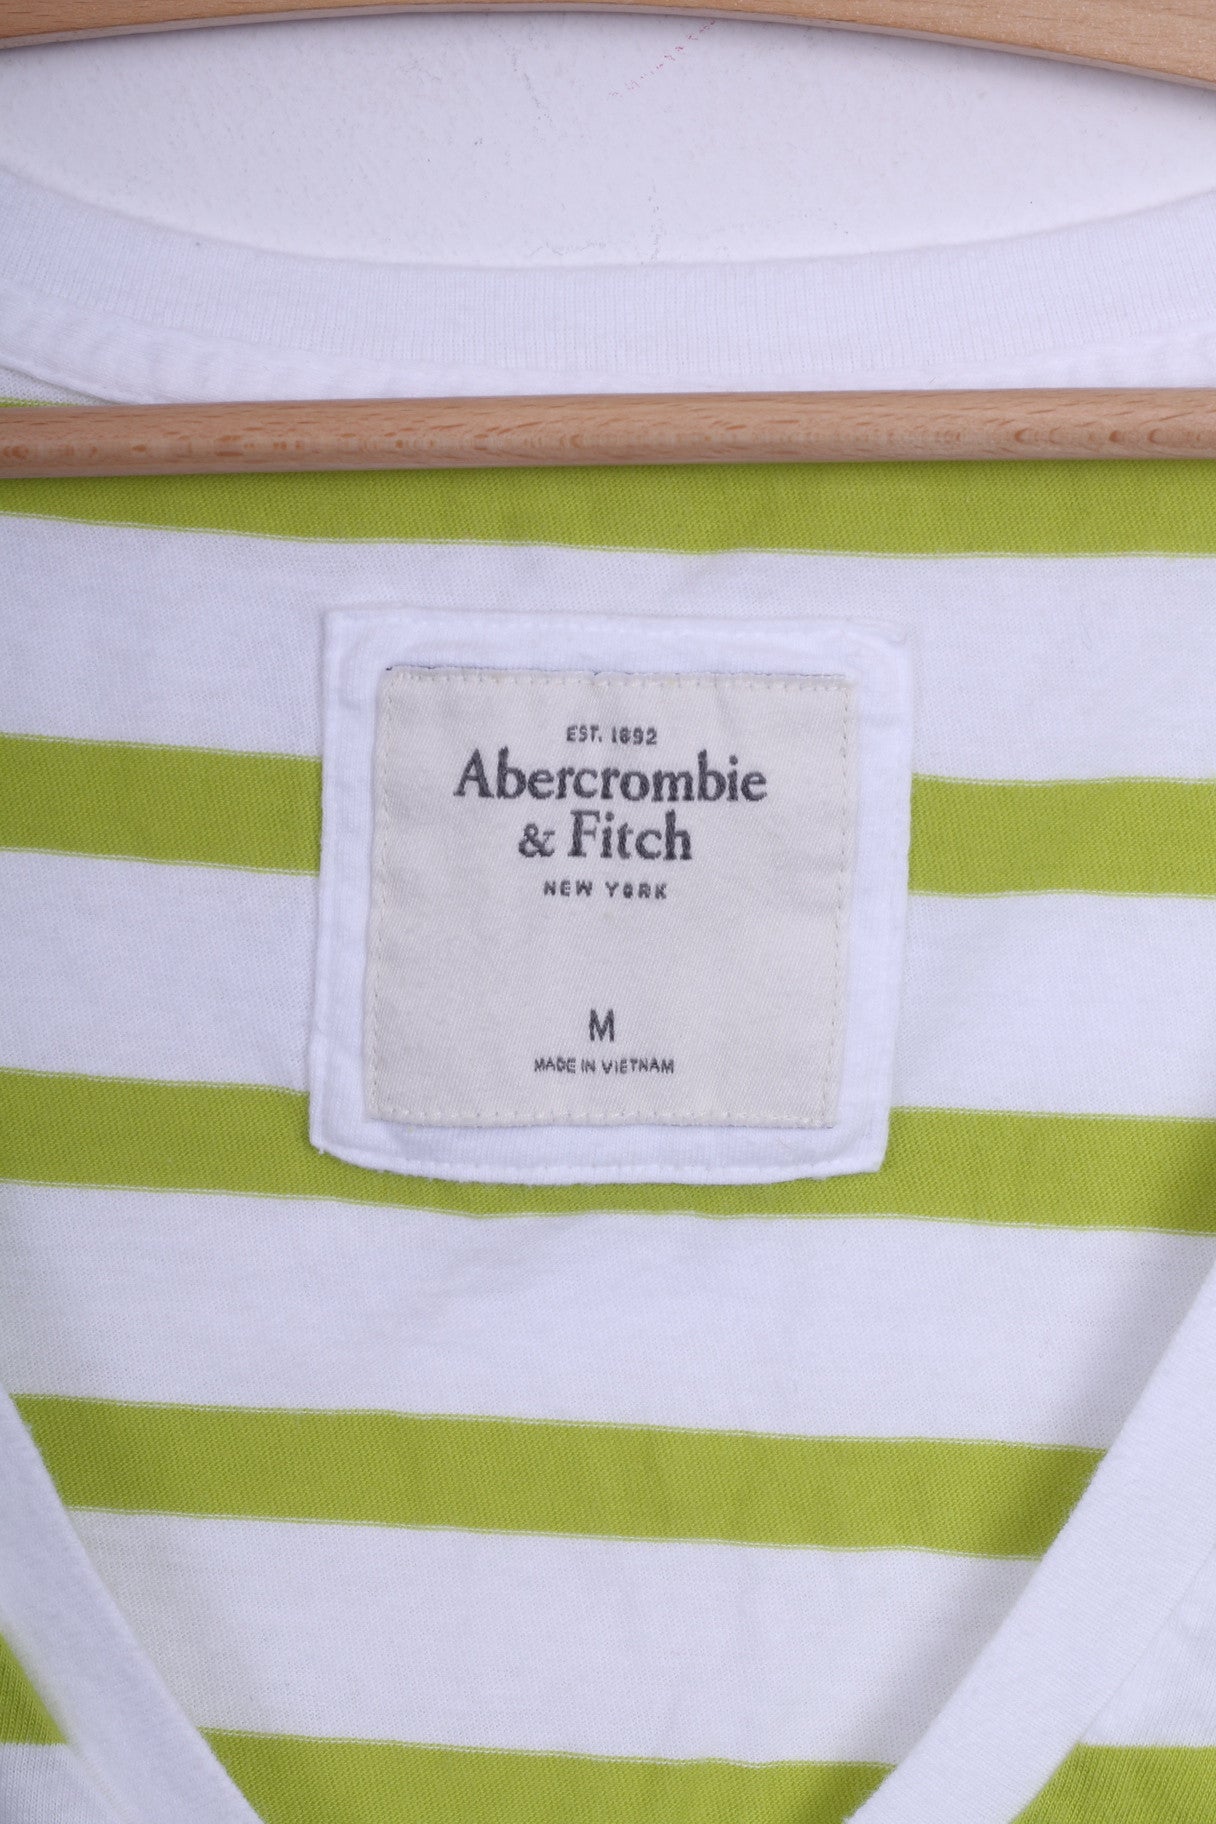 EST. 1892
Abercrombie
& Fitch
NEW YORK
M
MADE IN VIETNAM